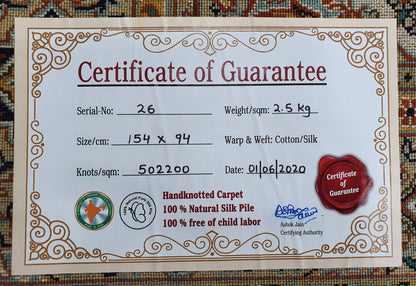 Certificate of Guarantee
Serial-No: 26
Weight/sqm: 2.5 kg
Size/cm: 154 x 94
Warp & Weft: Cotton/Silk
Knots/sqm: 502200
Date: 01/06/2020
Handknotted Carpet
100 % Natural Silk Pile
100 % free of child labor
Certificate of Guarantee
Ashok Jain
Certifying Authority